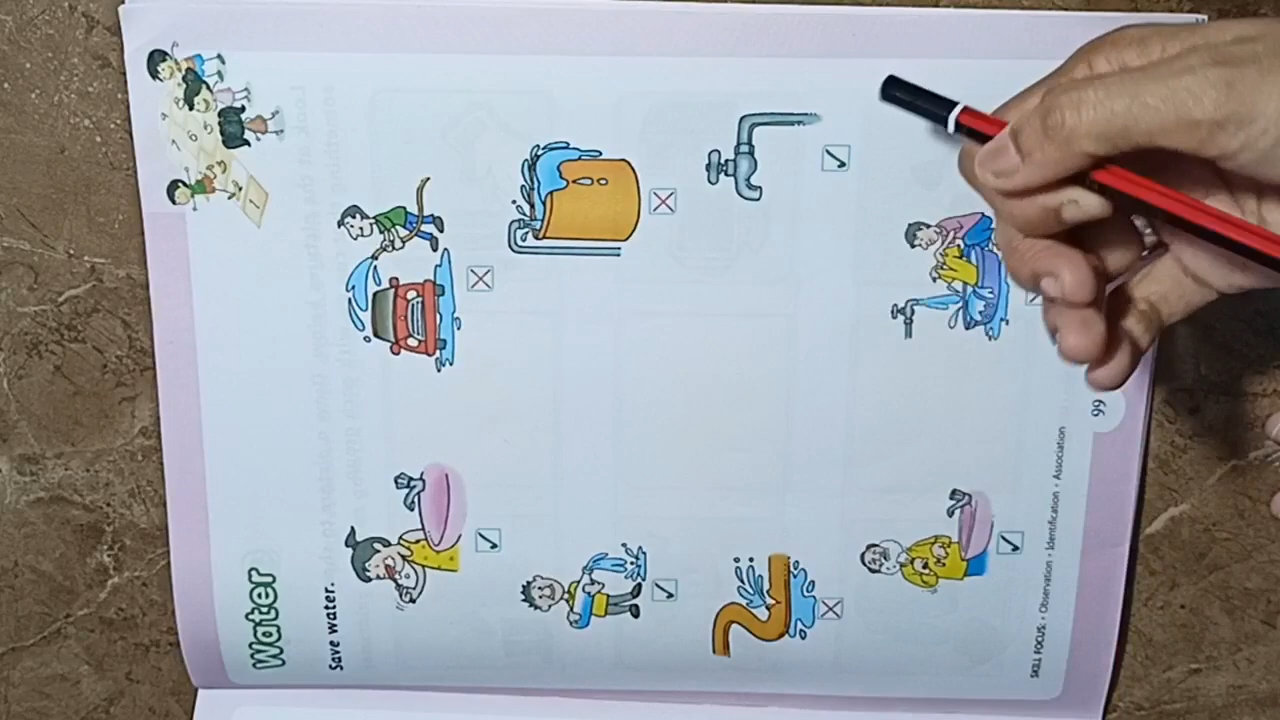 Water
Save water.
SKILL FOCUS: • Observation • Identification • Association
99